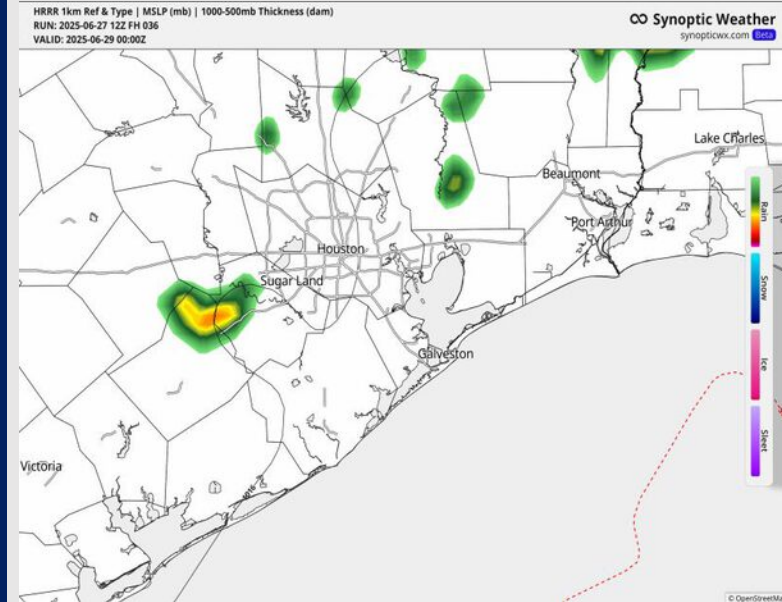 HRRR 1km Ref & Type | MSLP (mb) | 1000-500mb Thickness (dam)
RUN: 2025-06-27 12Z FH 036
VALID: 2025-06-29 00:00Z
Synoptic Weather
synopticwx.com Beta
Lake Charles
Beaumont
Port Arthur
Houston
Sugar Land
Galveston
Victoria
Rain
Snow
Ice
Sleet
© OpenStreetMa